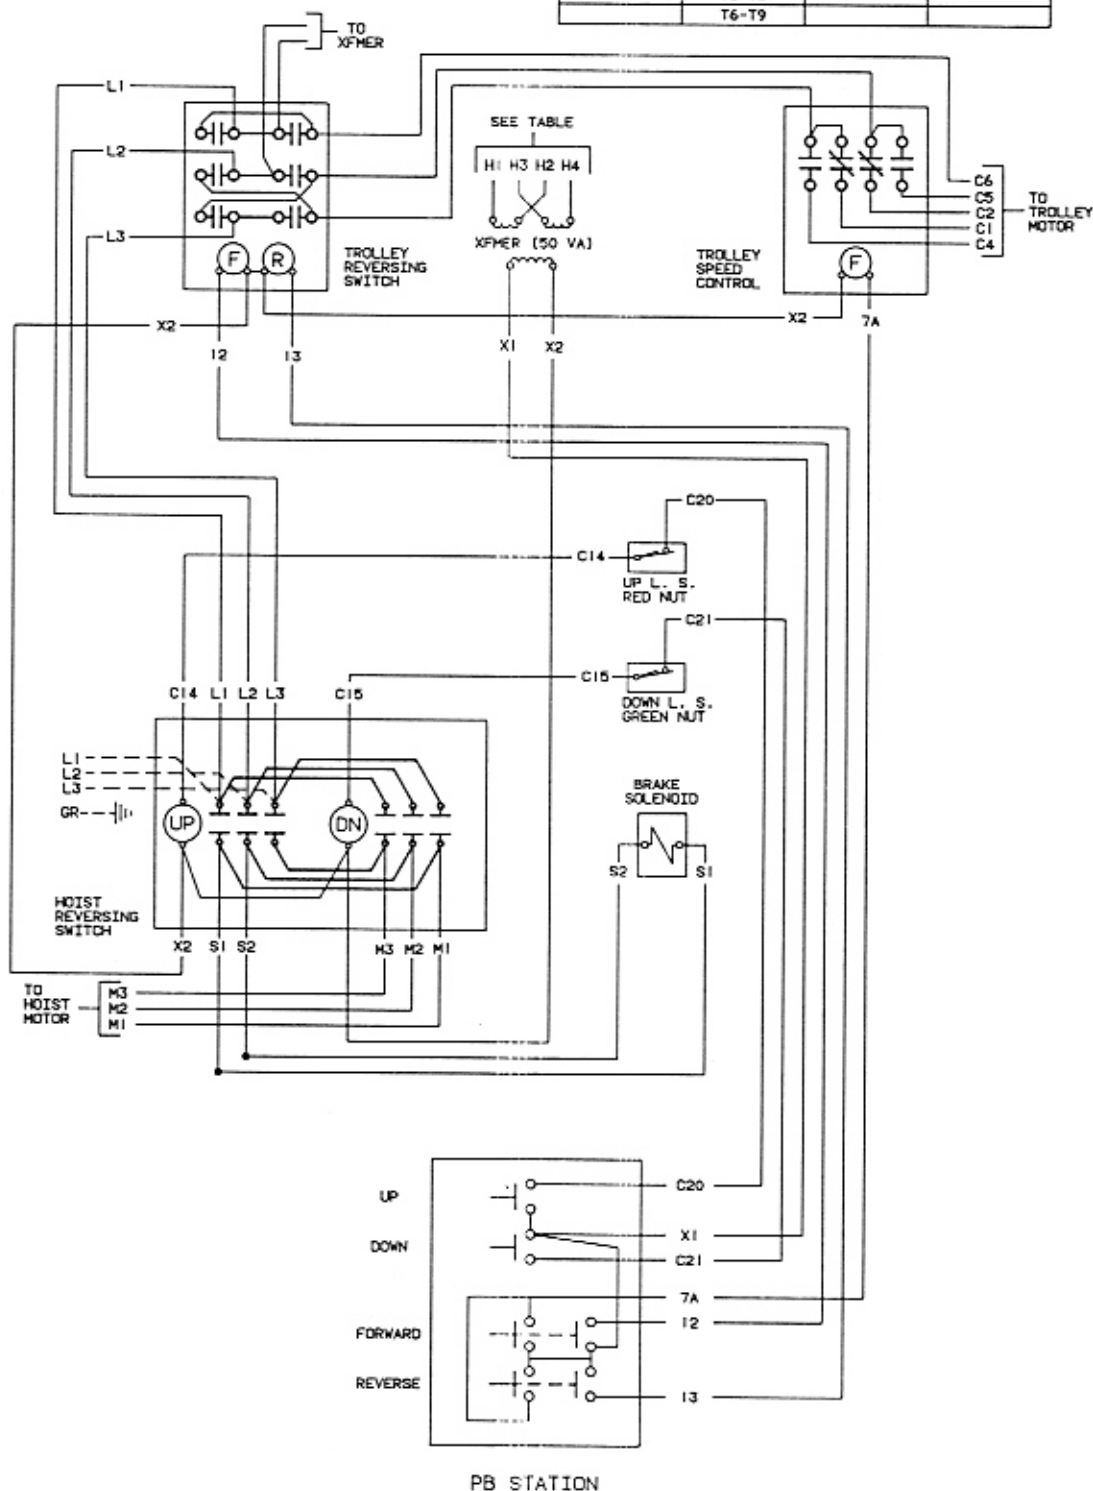 T6-T9
TO
XFMER
L1
L2
L3
SEE TABLE
H1 H3 H2 H4
XFMER (50 VA)
TROLLEY
REVERSING
SWITCH
F R
TROLLEY
SPEED
CONTROL
F
C6
C5
C2
C1
C4
TO
TROLLEY
MOTOR
X2
12
13
X1
X2
X2
7A
C20
C14
UP L. S.
RED NUT
C21
C15
DOWN L. S.
GREEN NUT
C14 L1 L2 L3 C15
L1
L2
L3
GR
UP
DN
BRAKE
SOLENOID
S2
S1
HOIST
REVERSING
SWITCH
X2 S1 S2 M3 M2 M1
TO
HOIST
MOTOR
M3
M2
M1
UP
C20
X1
DOWN
C21
7A
12
FORWARD
REVERSE
13
PB STATION